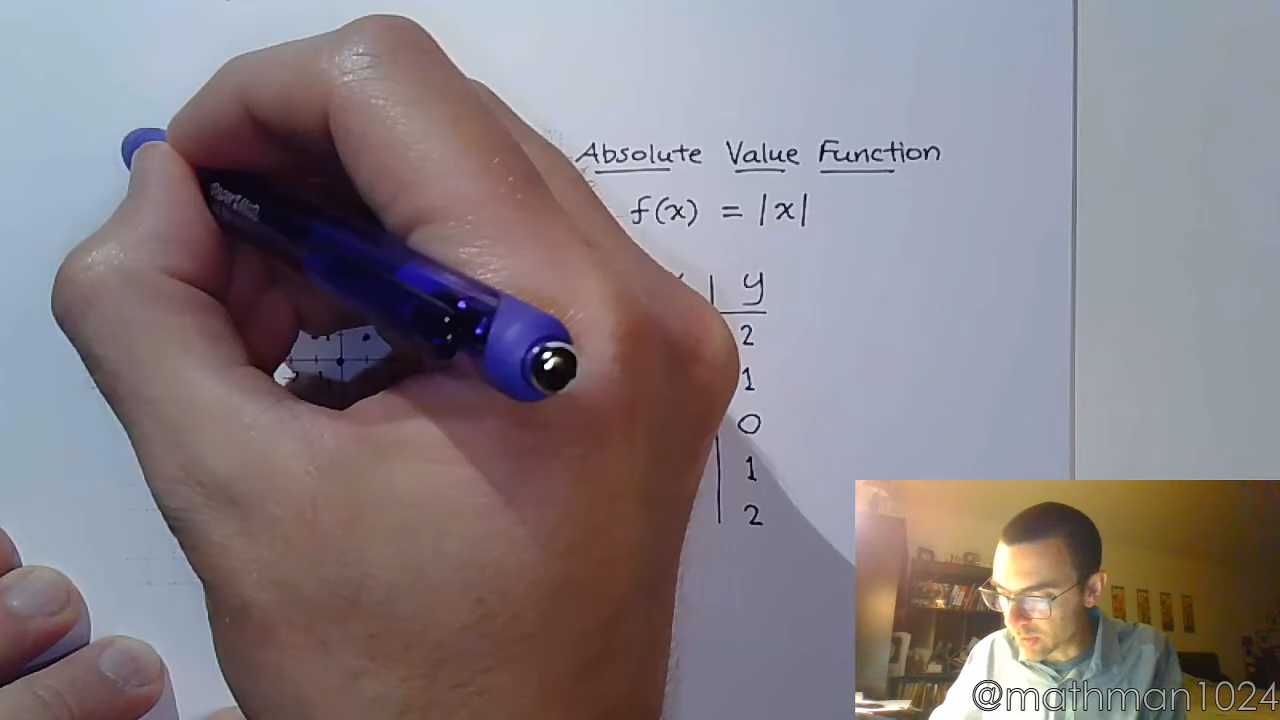 Absolute Value Function
f(x) = |x|
y
2
1
0
1
2
@mathman1024